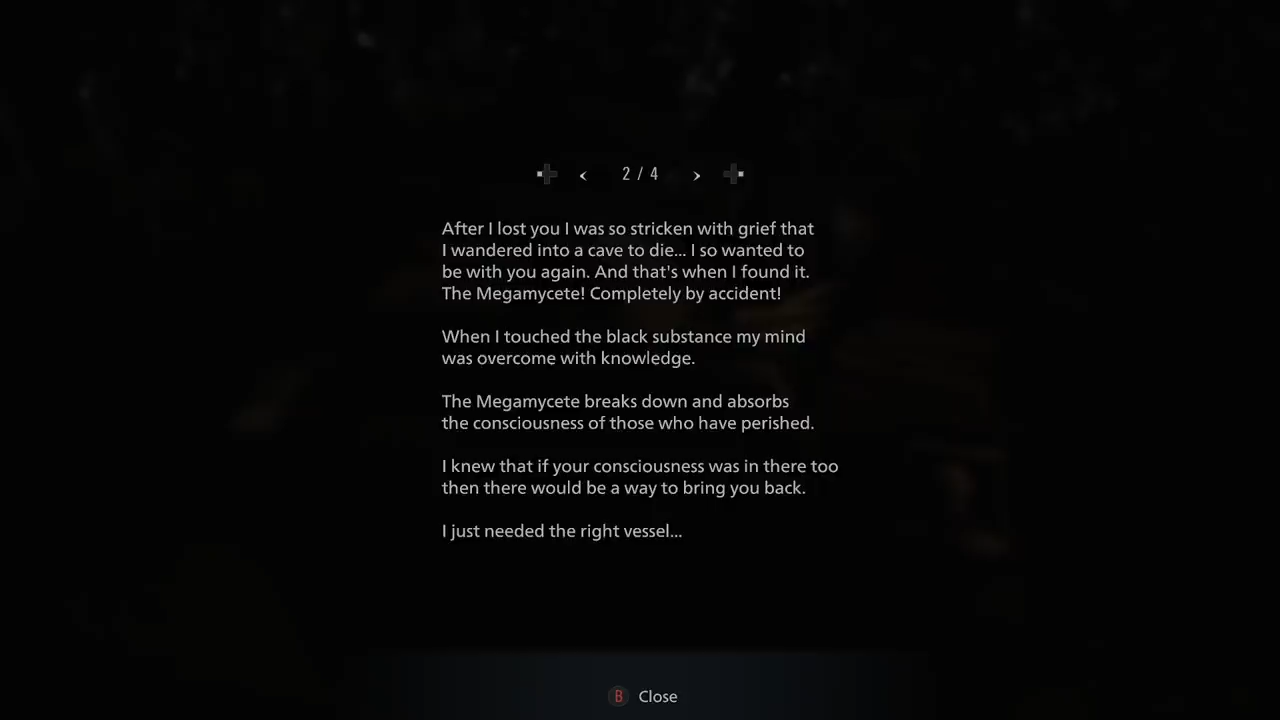 2 / 4
After I lost you I was so stricken with grief that
I wandered into a cave to die... I so wanted to
be with you again. And that's when I found it.
The Megamycete! Completely by accident!
When I touched the black substance my mind
was overcome with knowledge.
The Megamycete breaks down and absorbs
the consciousness of those who have perished.
I knew that if your consciousness was in there too
then there would be a way to bring you back.
I just needed the right vessel...
B Close